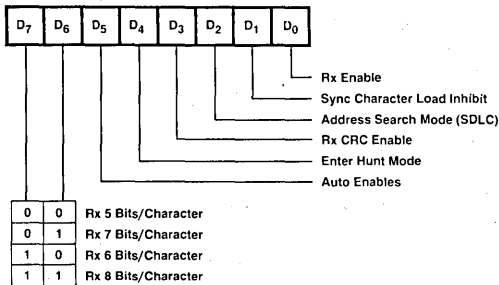 D7 D6 D5 D4 D3 D2 D1 D0
Rx Enable
Sync Character Load Inhibit
Address Search Mode (SDLC)
Rx CRC Enable
Enter Hunt Mode
Auto Enables
0 0 Rx 5 Bits/Character
0 1 Rx 7 Bits/Character
1 0 Rx 6 Bits/Character
1 1 Rx 8 Bits/Character